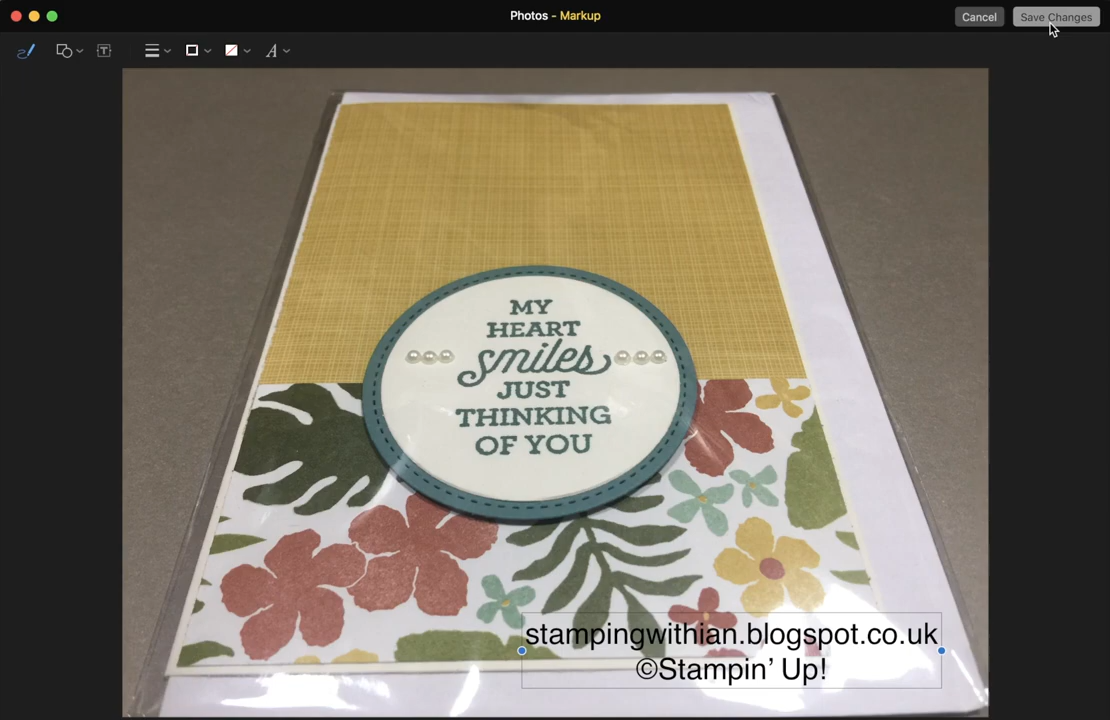 Photos - Markup
Cancel
Save Changes
T
A
MY
HEART
smiles
JUST
THINKING
OF YOU
stampingwithian.blogspot.co.uk
©Stampin’ Up!